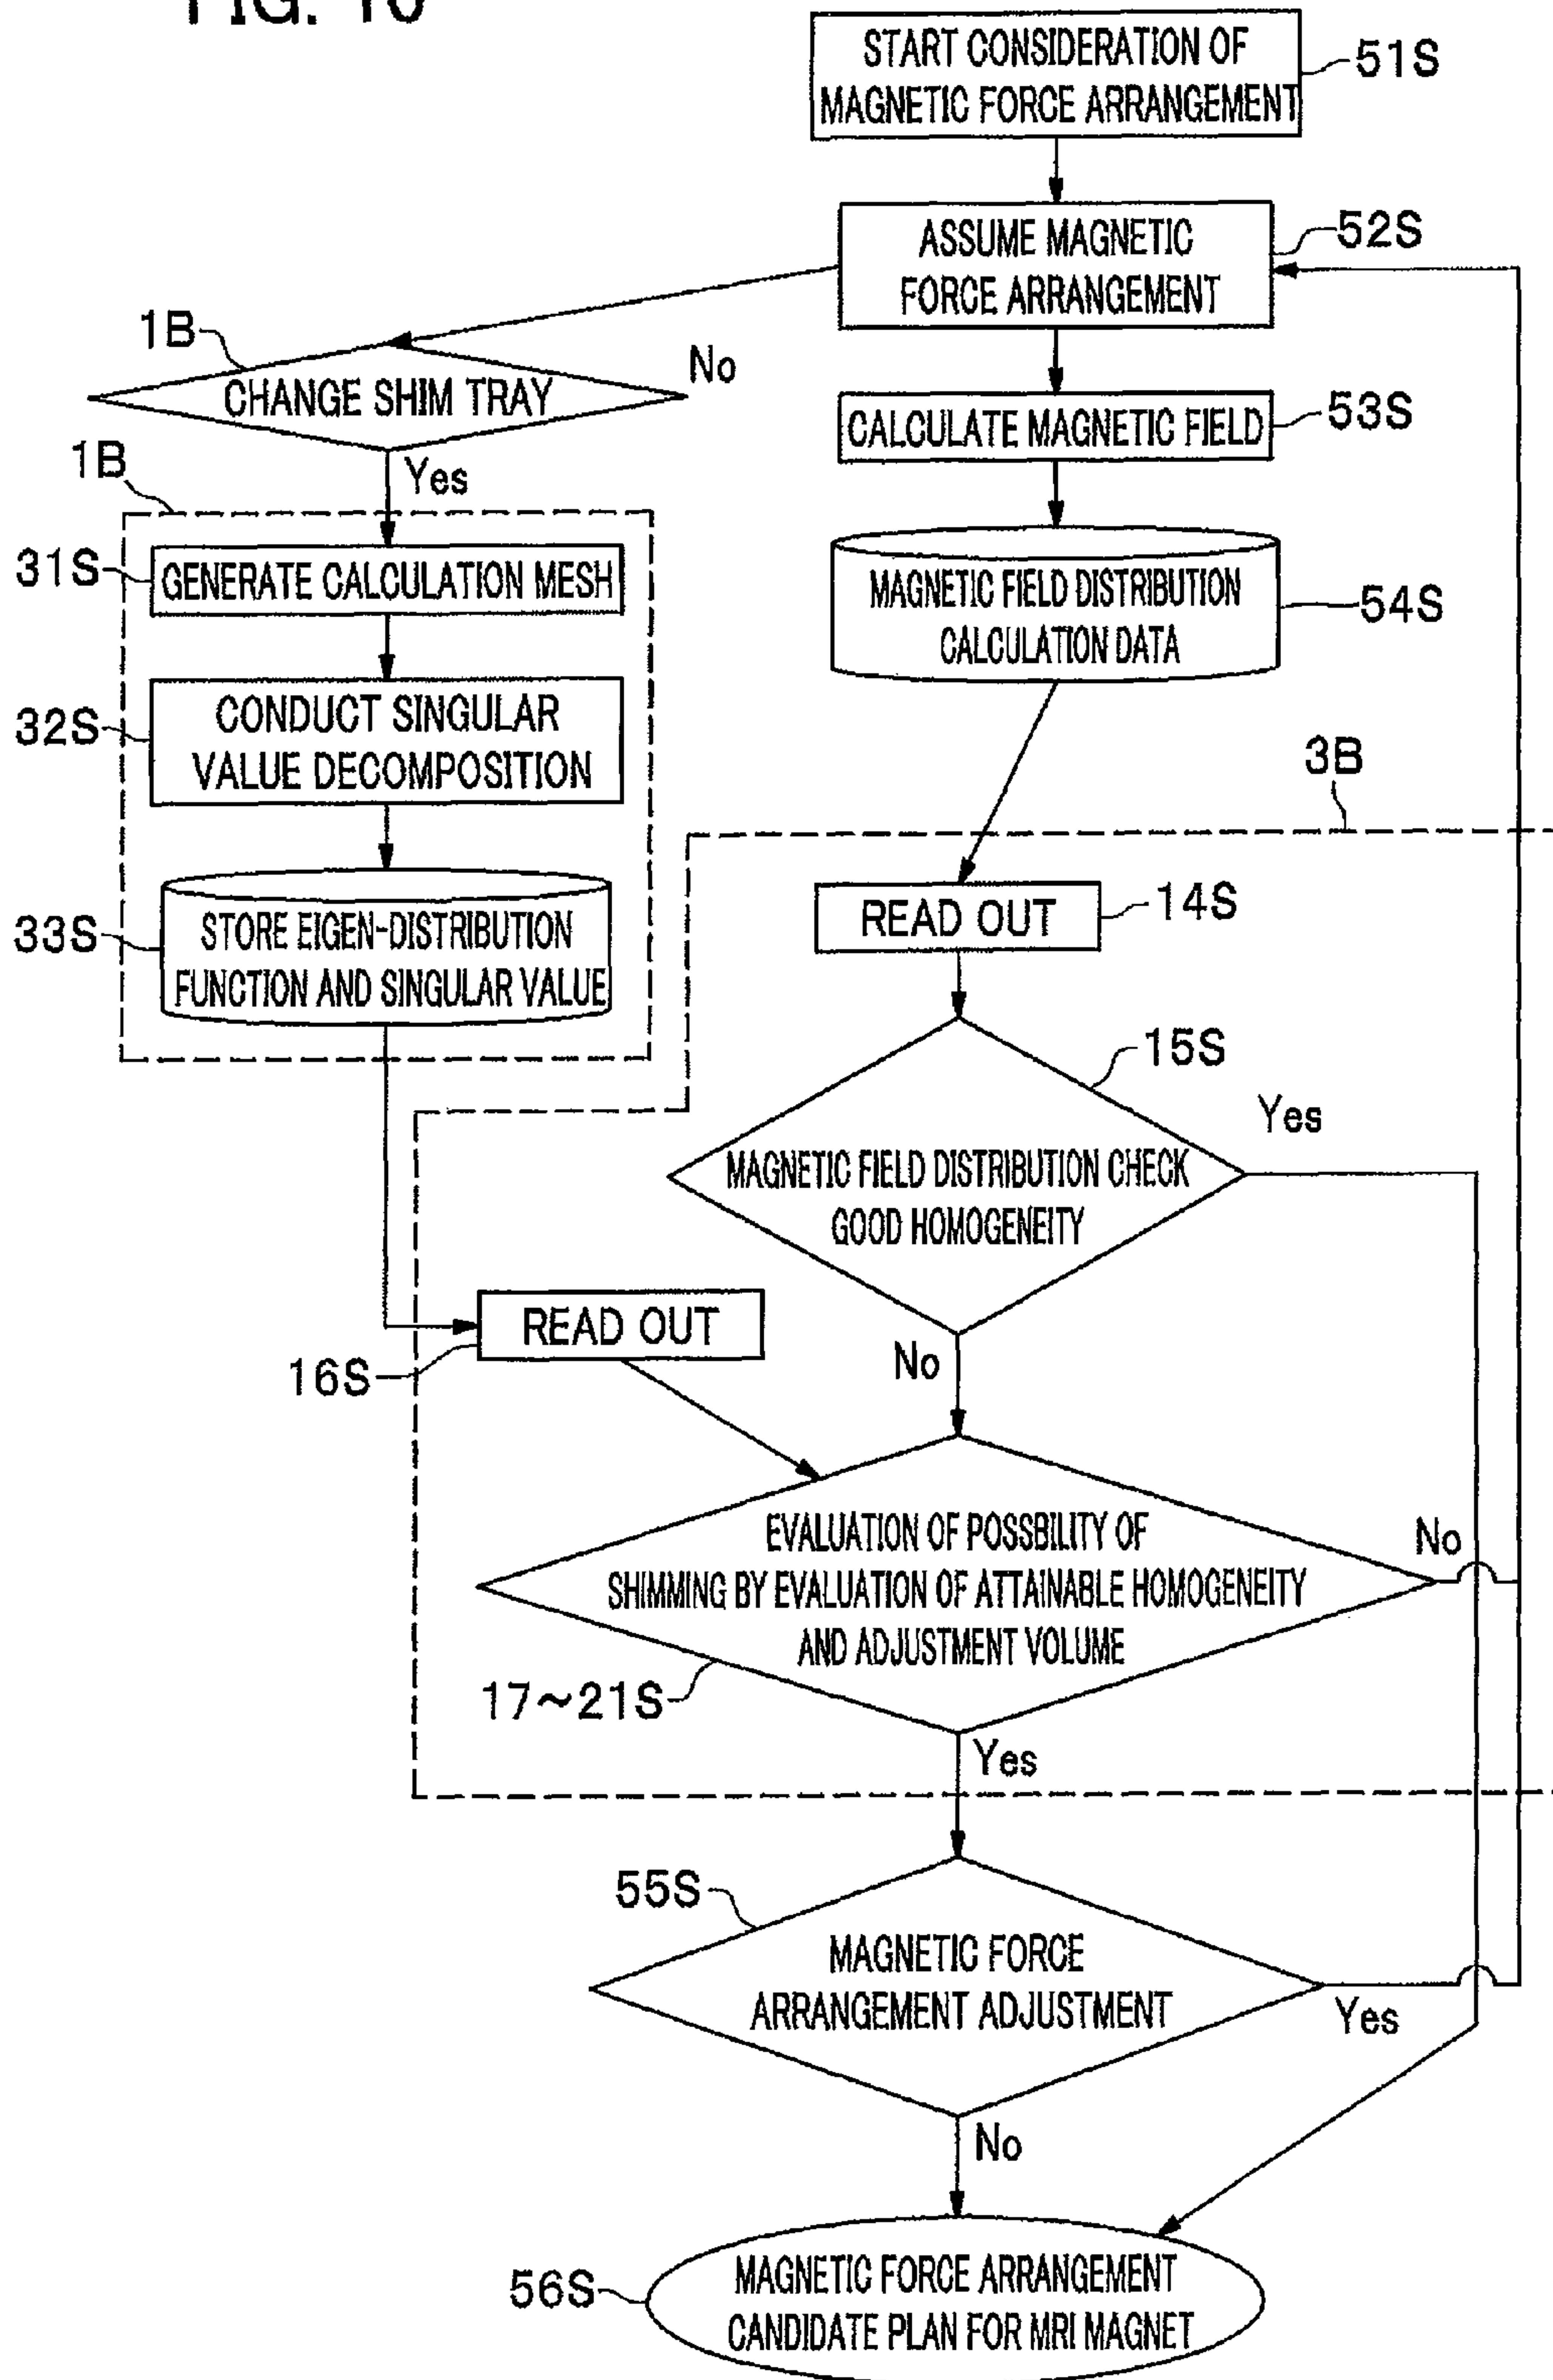 FIG. 10
START CONSIDERATION OF
MAGNETIC FORCE ARRANGEMENT
51S
ASSUME MAGNETIC
FORCE ARRANGEMENT
52S
1B
CHANGE SHIM TRAY
No
CALCULATE MAGNETIC FIELD
53S
1B
Yes
31S
GENERATE CALCULATION MESH
MAGNETIC FIELD DISTRIBUTION
CALCULATION DATA
54S
32S
CONDUCT SINGULAR
VALUE DECOMPOSITION
3B
33S
STORE EIGEN-DISTRIBUTION
FUNCTION AND SINGULAR VALUE
READ OUT
14S
15S
Yes
MAGNETIC FIELD DISTRIBUTION CHECK
GOOD HOMOGENEITY
READ OUT
16S
No
EVALUATION OF POSSBILITY OF
SHIMMING BY EVALUATION OF ATTAINABLE HOMOGENEITY
AND ADJUSTMENT VOLUME
No
17~21S
Yes
55S
MAGNETIC FORCE
ARRANGEMENT ADJUSTMENT
Yes
No
56S
MAGNETIC FORCE ARRANGEMENT
CANDIDATE PLAN FOR MRI MAGNET